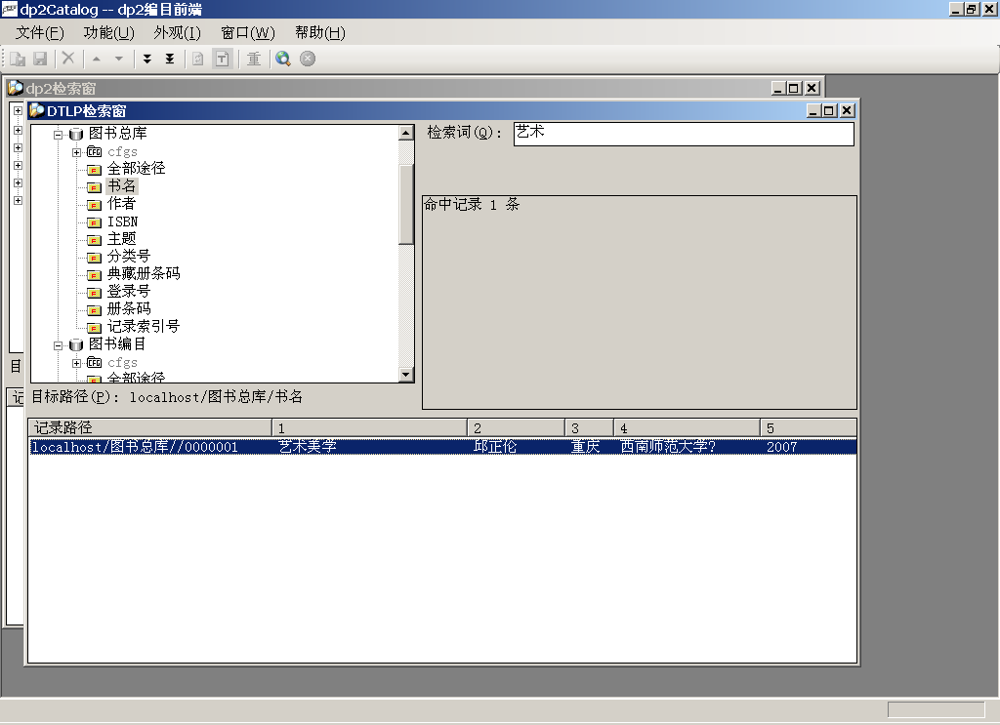 dp2Catalog -- dp2编目前端
文件(F) 功能(U) 外观(I) 窗口(W) 帮助(H)
重
dp2检索窗
DTLP检索窗
图书总库
cfgs
全部途径
书名
作者
ISBN
主题
分类号
典藏册条码
登录号
册条码
记录索引号
图书编目
cfgs
全部途径
检索词(Q): 艺术
命中记录 1 条
目
目标路径(P): localhost/图书总库/书名
记
记录路径 1 2 3 4 5
localhost/图书总库//0000001 艺术美学 邱正伦 重庆 西南师范大学? 2007